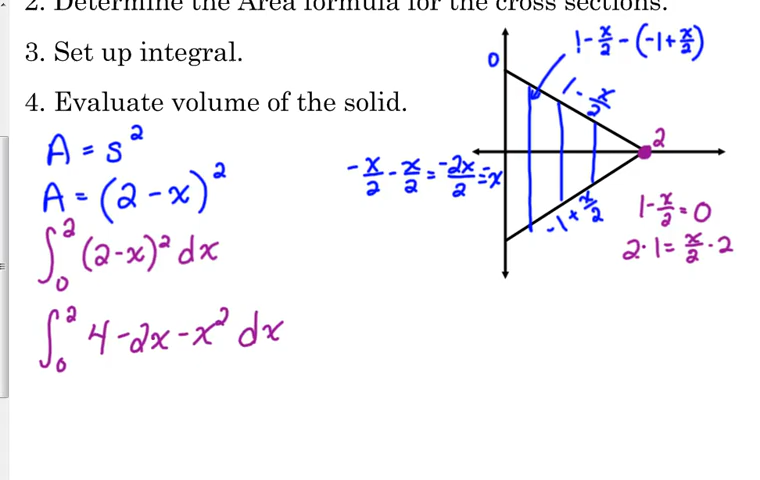 2. Determine the Area formula for the cross sections.
3. Set up integral.
4. Evaluate volume of the solid.
A = s²
A = (2-x)²
∫₀² (2-x)² dx
∫₀² 4-2x-x² dx
0
1-x/2-(-1+x/2)
1-x/2
2
-x/2-x/2=-2x/2=-x
-1+x/2
1-x/2=0
2·1=x/2·2